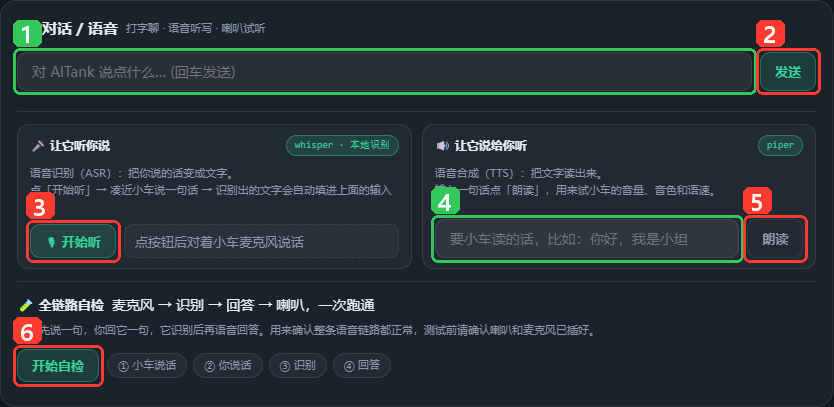 1
对话 / 语音 打字聊 · 语音听写 · 喇叭试听
2
对 AITank 说点什么… (回车发送)
发送
让它听你说
whisper · 本地识别
语音识别（ASR）：把你说的话变成文字。
点「开始听」→ 凑近小车说一句话 → 识别出的文字会自动填进上面的输入
3
开始听
点按钮后对着小车麦克风说话
让它说给你听
piper
语音合成（TTS）：把文字读出来。
一句话点「朗读」，用来试小车的音量、音色和语速。
4
要小车读的话，比如：你好，我是小坦
5
朗读
全链路自检 麦克风 → 识别 → 回答 → 喇叭，一次跑通
先说一句，你回它一句，它识别后再语音回答。用来确认整条语音链路都正常，测试前请确认喇叭和麦克风已插好。
6
开始自检
① 小车说话
② 你说话
③ 识别
④ 回答